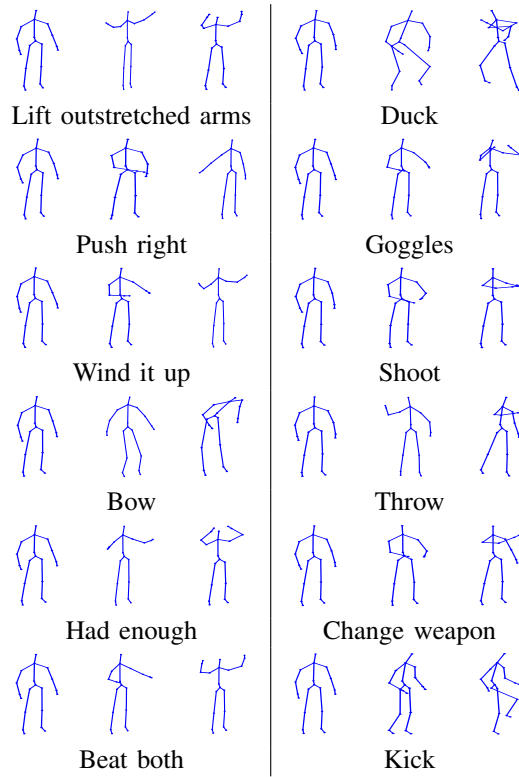 Lift outstretched arms
Duck
Push right
Goggles
Wind it up
Shoot
Bow
Throw
Had enough
Change weapon
Beat both
Kick